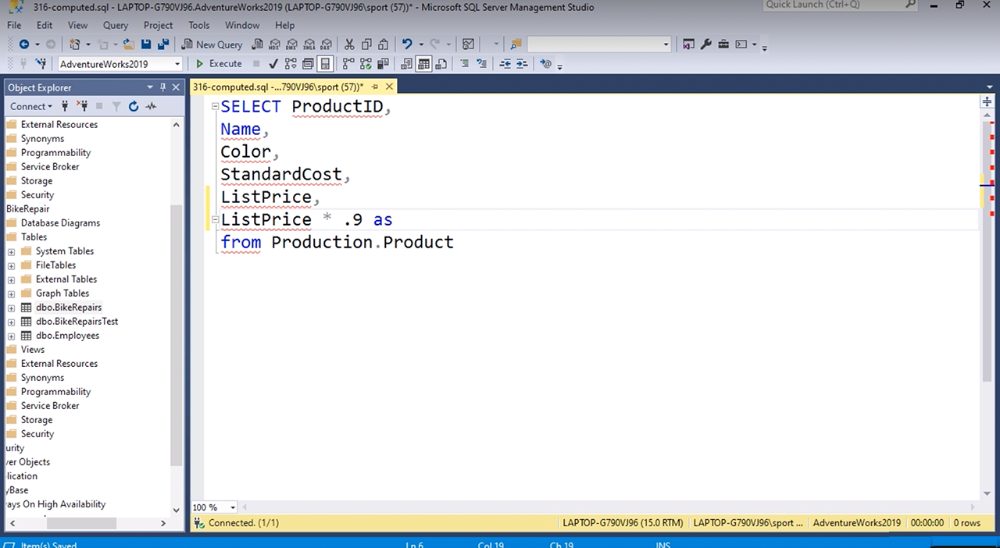 316-computed.sql - LAPTOP-G790VJ96.AdventureWorks2019 (LAPTOP-G790VJ96\sport (57))* - Microsoft SQL Server Management Studio
Quick Launch (Ctrl+Q)
File Edit View Query Project Tools Window Help
New Query MDX DMX XMLA DAX
AdventureWorks2019 Execute
Object Explorer
316-computed.sql -...790VJ96\sport (57))*
Connect
External Resources
Synonyms
Programmability
Service Broker
Storage
Security
BikeRepair
Database Diagrams
Tables
System Tables
FileTables
External Tables
Graph Tables
dbo.BikeRepairs
dbo.BikeRepairsTest
dbo.Employees
Views
External Resources
Synonyms
Programmability
Service Broker
Storage
Security
urity
ver Objects
lication
yBase
ays On High Availability
SELECT ProductID,
Name,
Color,
StandardCost,
ListPrice,
ListPrice * .9 as
from Production.Product
100 %
Connected. (1/1) LAPTOP-G790VJ96 (15.0 RTM) LAPTOP-G790VJ96\sport ... AdventureWorks2019 00:00:00 0 rows
Item(s) Saved Ln 6 Col 19 Ch 19 INS